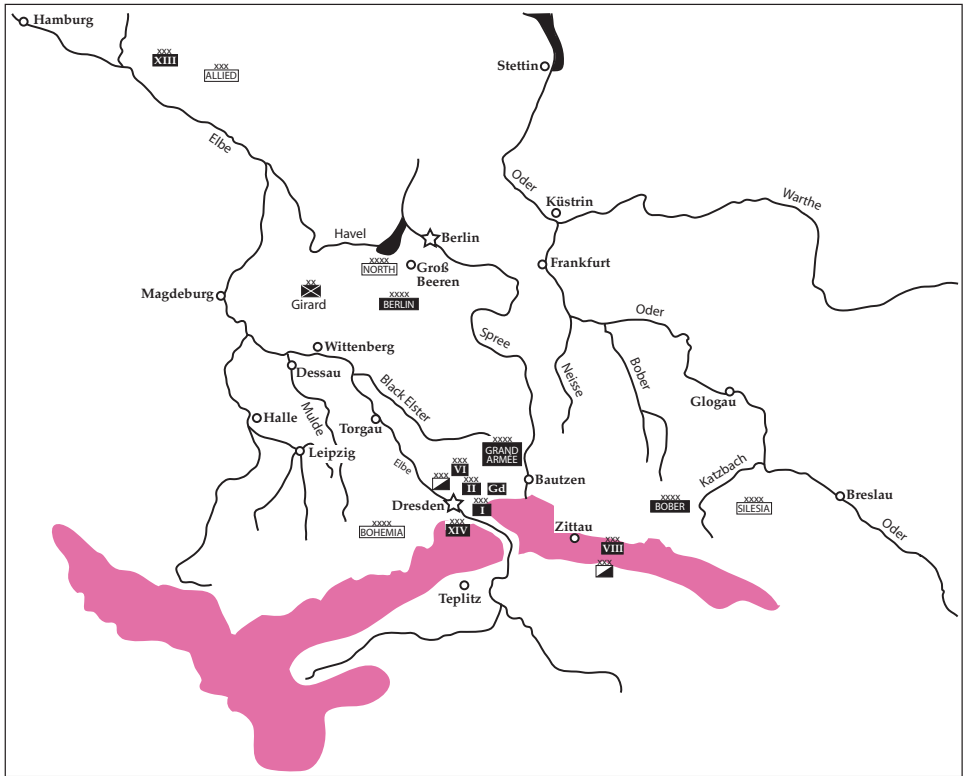 Hamburg
xxx
XIII
xxx
ALLIED
Stettin
Elbe
Oder
Küstrin
Warthe
Havel
Berlin
xxxx
NORTH
Groß
Beeren
Frankfurt
xx
Girard
Magdeburg
xxxx
BERLIN
Oder
Spree
Wittenberg
Dessau
Neisse
Bober
Black Elster
Glogau
Halle
Mulde
Torgau
Leipzig
xxxx
GRAND
ARMÉE
Elbe
xxx
VI
Katzbach
xxx
xxx
II
Gd
Bautzen
Breslau
xxxx
BOBER
xxxx
SILESIA
Dresden
xxx
I
xxxx
BOHEMIA
xxx
XIV
Zittau
Oder
xxx
VIII
xxx
Teplitz